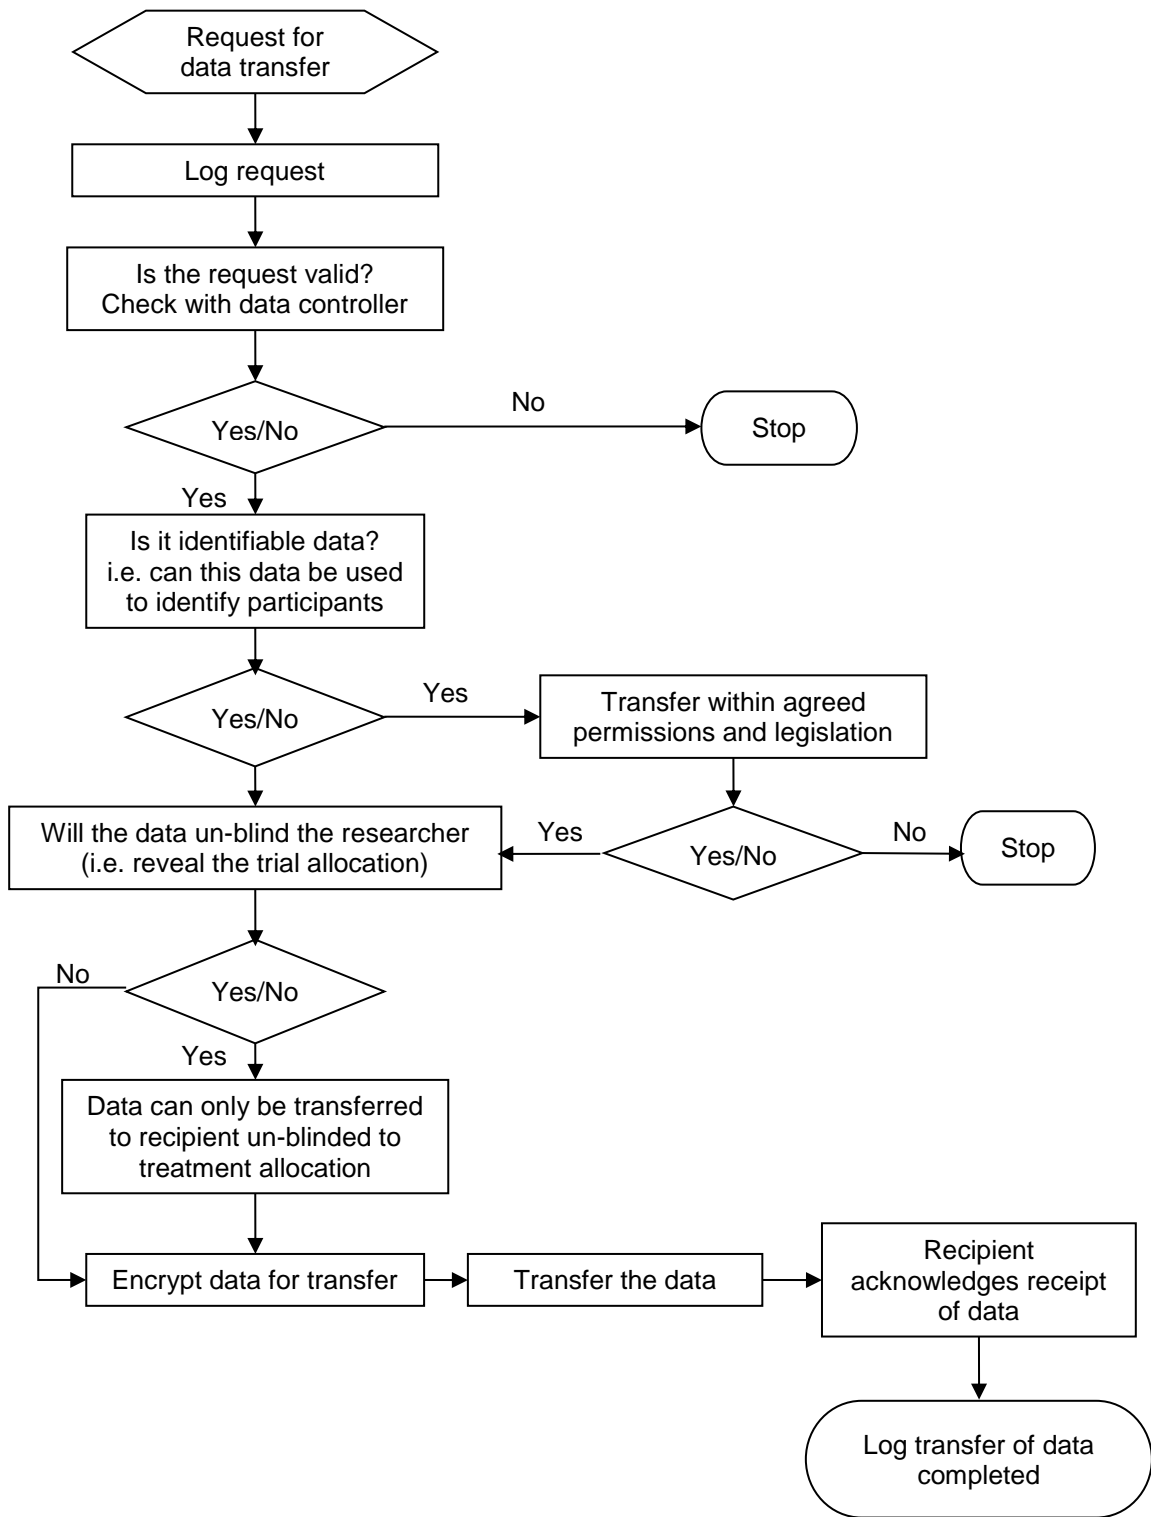 Request for
data transfer
Log request
Is the request valid?
Check with data controller
Yes/No
No
Stop
Yes
Is it identifiable data?
i.e. can this data be used
to identify participants
Yes/No
Yes
Transfer within agreed
permissions and legislation
Will the data un-blind the researcher
(i.e. reveal the trial allocation)
Yes
Yes/No
No
Stop
No
Yes/No
Yes
Data can only be transferred
to recipient un-blinded to
treatment allocation
Encrypt data for transfer
Transfer the data
Recipient
acknowledges receipt
of data
Log transfer of data
completed